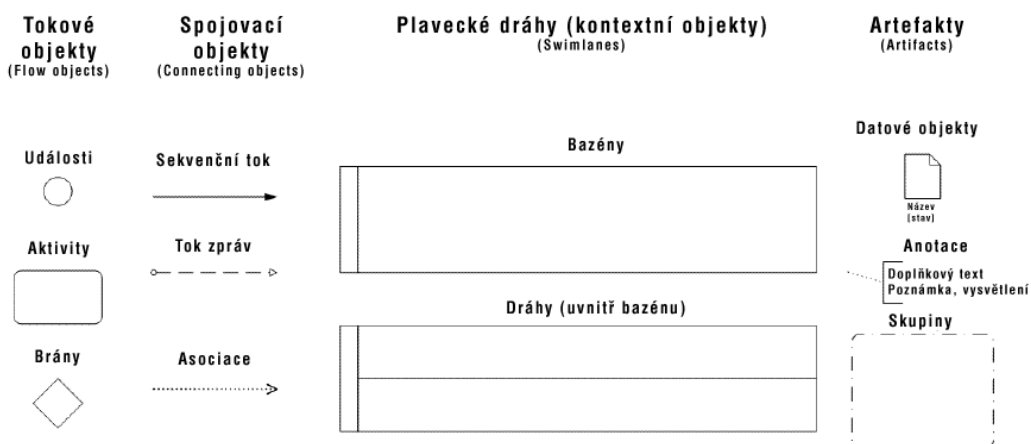 Tokové
objekty
(Flow objects)
Spojovací
objekty
(Connecting objects)
Plavecké dráhy (kontextní objekty)
(Swimlanes)
Artefakty
(Artifacts)
Události
Aktivity
Brány
Sekvenční tok
Tok zpráv
Asociace
Bazény
Dráhy (uvnitř bazénu)
Datové objekty
Název
[stav]
Anotace
Doplňkový text
Poznámka, vysvětlení
Skupiny